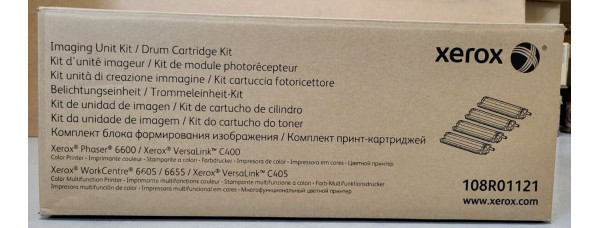 Imaging Unit Kit / Drum Cartridge Kit
Kit d'unité imageur / Kit de module photorécepteur
Kit unità di creazione immagine / Kit cartuccia fotoricettore
Belichtungseinheit / Trommeleinheit-Kit
Kit de unidad de imagen / Kit de cartucho de cilindro
Kit da unidade de imagem / Kit do cartucho do toner
Комплект блока формирования изображения / Комплект принт-картриджей
Xerox® Phaser® 6600 / Xerox® VersaLink™ C400
Color Printer - Imprimante couleur - Stampante a colori - Farbdrucker - Impresora de color - Impressora em cores - Цветной принтер
Xerox® WorkCentre® 6605 / 6655 / Xerox® VersaLink™ C405
Color Multifunction Printer - Imprimante multifonctions couleur - Stampante multifunzione a colori - Farb-Multifunktionsdrucker
Impresora multifunción de color - Impressora multifuncional em cores - Многофункциональный цветной принтер
xerox
108R01121
www.xerox.com